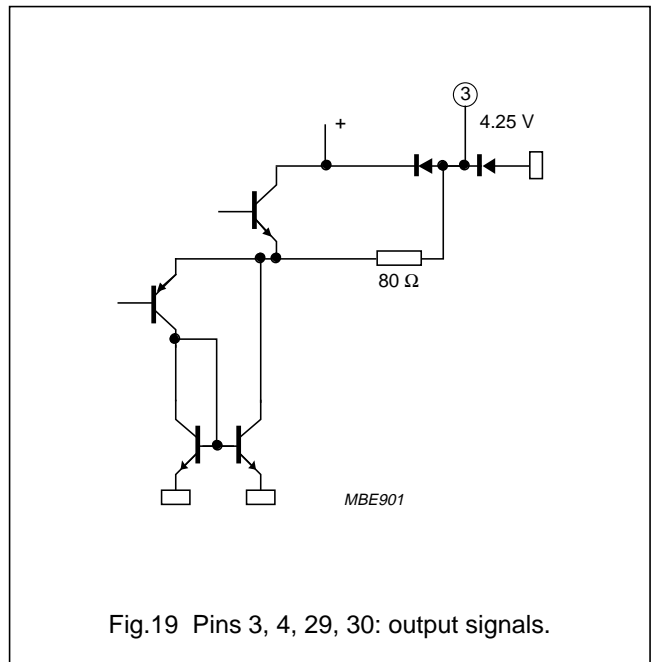 3
+
4.25 V
80 Ω
MBE901
Fig.19 Pins 3, 4, 29, 30: output signals.